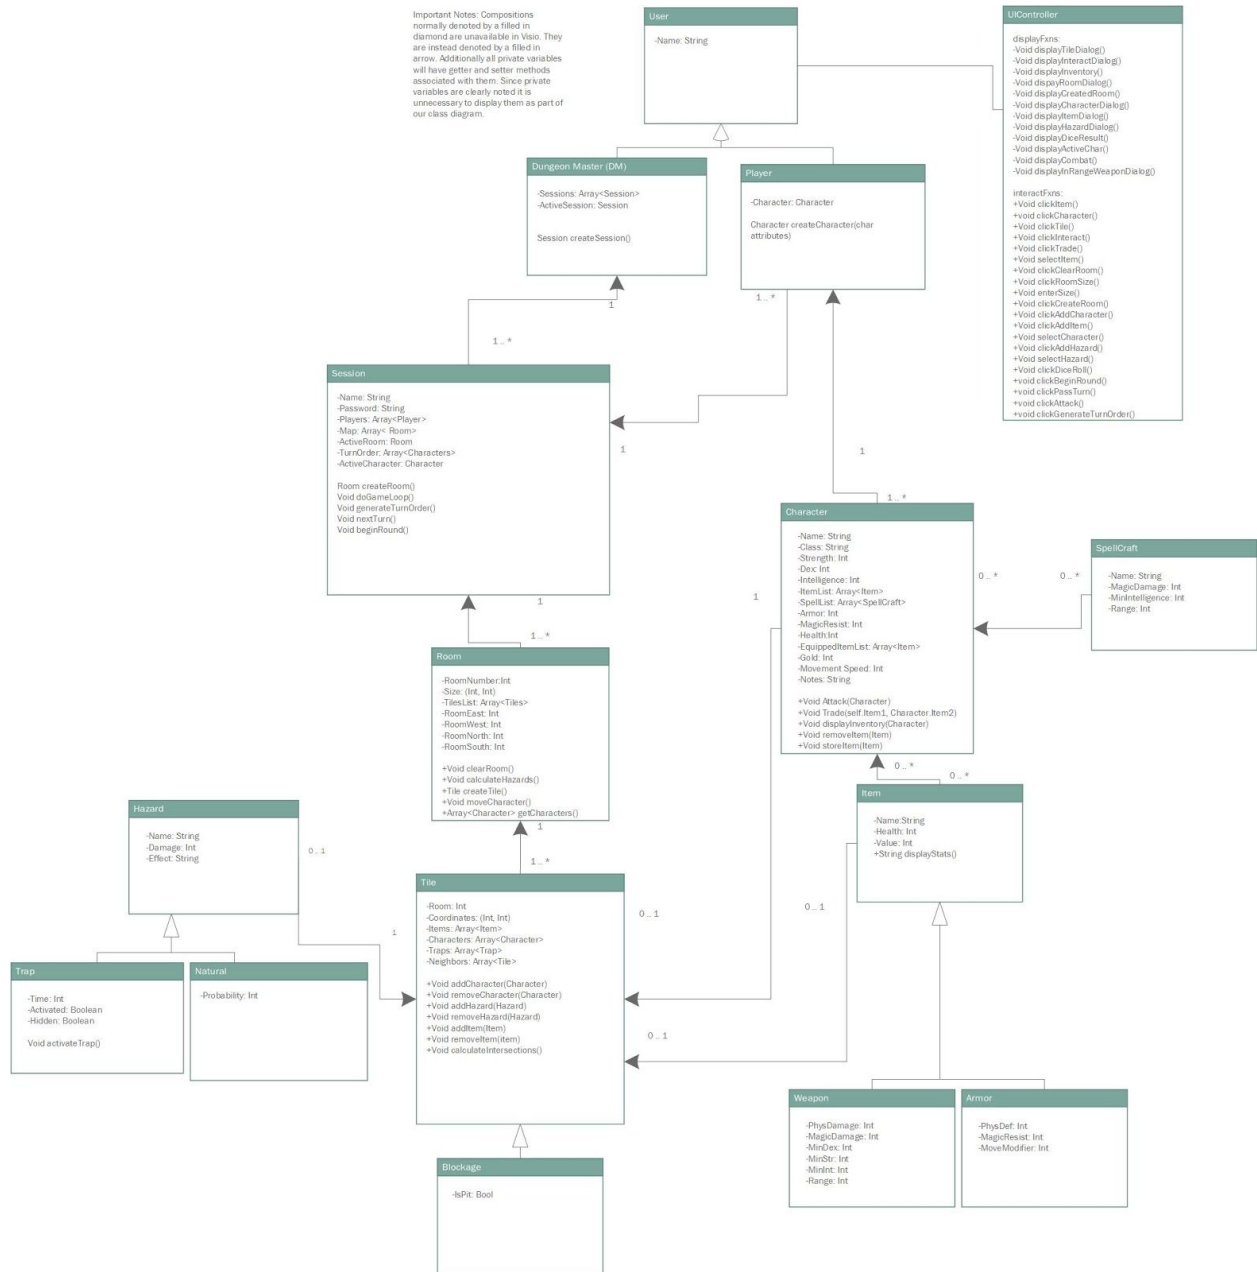 Important Notes: Compositions
normally denoted by a filled in
diamond are unavailable in Visio. They
are instead denoted by a filled in
arrow. Additionally all private variables
will have getter and setter methods
associated with them. Since private
variables are clearly noted it is
unnecessary to display them as part of
our class diagram.
User
-Name: String
UIController
displayFxns:
-Void displayTileDialog()
-Void displayInteractDialog()
-Void displayInventory()
-Void dispayRoomDialog()
-Void displayCreatedRoom()
-Void displayCharacterDialog()
-Void displayItemDialog()
-Void displayHazardDialog()
-Void displayDiceResult()
-Void displayActiveChar()
-Void displayCombat()
-Void displayInRangeWeaponDialog()
interactFxns:
+Void clickItem()
+void clickCharacter()
+Void clickTile()
+Void clickInteract()
+Void clickTrade()
+Void selectItem()
+Void clickClearRoom()
+Void clickRoomSize()
+Void enterSize()
+Void clickCreateRoom()
+Void clickAddCharacter()
+Void clickAddItem()
+Void selectCharacter()
+Void clickAddHazard()
+Void selectHazard()
+Void clickDiceRoll()
+void clickBeginRound()
+Void clickPassTurn()
+void clickAttack()
+void clickGenerateTurnOrder()
Dungeon Master (DM)
-Sessions: Array<Session>
-ActiveSession: Session
Session createSession()
Player
-Character: Character
Character createCharacter(char
attributes)
1
1 .. *
1 .. *
Session
-Name: String
-Password: String
-Players: Array<Player>
-Map: Array< Room>
-ActiveRoom: Room
-TurnOrder: Array<Characters>
-ActiveCharacter: Character
Room createRoom()
Void doGameLoop()
Void generateTurnOrder()
Void nextTurn()
Void beginRound()
1
1
1 .. *
Character
-Name: String
-Class: String
-Strength: Int
-Dex: Int
-Intelligence: Int
-ItemList: Array<Item>
-SpellList: Array<SpellCraft>
-Armor: Int
-MagicResist: Int
-Health:Int
-EquippedItemList: Array<Item>
-Gold: Int
-Movement Speed: Int
-Notes: String
+Void Attack(Character)
+Void Trade(self.Item1, Character.Item2)
+Void displayInventory(Character)
+Void removeItem(Item)
+Void storeItem(Item)
SpellCraft
-Name: String
-MagicDamage: Int
-MinIntelligence: Int
-Range: Int
0 .. *
0 .. *
1
1
1 .. *
Room
-RoomNumber:Int
-Size: (Int, Int)
-TilesList: Array<Tiles>
-RoomEast: Int
-RoomWest: Int
-RoomNorth: Int
-RoomSouth: Int
+Void clearRoom()
+Void calculateHazards()
+Tile createTile()
+Void moveCharacter()
+Array<Character> getCharacters()
0 .. *
0 .. *
Item
-Name:String
-Health: Int
-Value: Int
+String displayStats()
Hazard
-Name: String
-Damage: Int
-Effect: String
0 .. 1
1
1 .. *
Tile
-Room: Int
-Coordinates: (Int, Int)
-Items: Array<Item>
-Characters: Array<Character>
-Traps: Array<Trap>
-Neighbors: Array<Tile>
+Void addCharacter(Character)
+Void removeCharacter(Character)
+Void addHazard(Hazard)
+Void removeHazard(Hazard)
+Void addItem(Item)
+Void removeItem(item)
+Void calculateIntersections()
0 .. 1
0 .. 1
1
0 .. 1
Trap
-Time: Int
-Activated: Boolean
-Hidden: Boolean
Void activateTrap()
Natural
-Probability: Int
Weapon
-PhysDamage: Int
-MagicDamage: Int
-MinDex: Int
-MinStr: Int
-MinInt: Int
-Range: Int
Armor
-PhysDef: Int
-MagicResist: Int
-MoveModifier: Int
Blockage
-IsPit: Bool